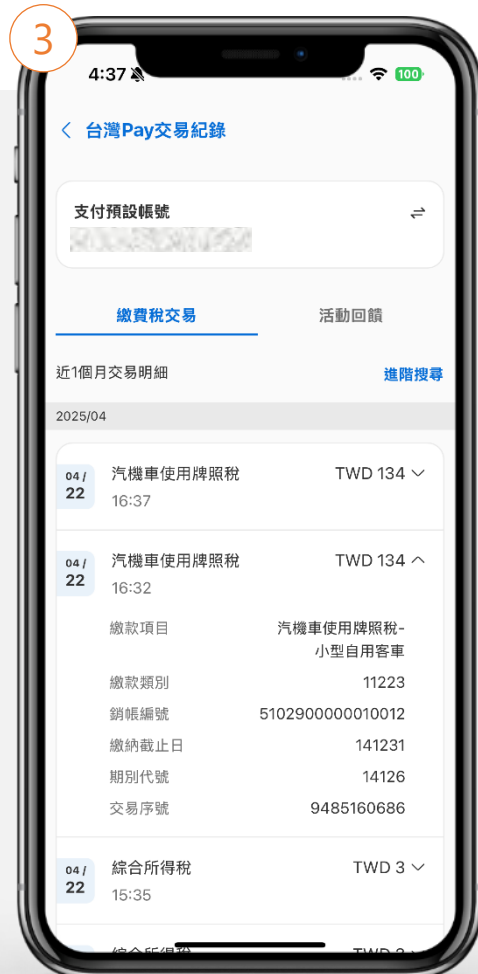 3
4:37
100
台灣Pay交易紀錄
支付預設帳號
繳費稅交易
活動回饋
近1個月交易明細
進階搜尋
2025/04
04/
22
汽機車使用牌照稅
TWD 134
16:37
04/
22
汽機車使用牌照稅
TWD 134
16:32
繳款項目
汽機車使用牌照稅-
小型自用客車
繳款類別
11223
銷帳編號
5102900000010012
繳納截止日
141231
期別代號
14126
交易序號
9485160686
04/
22
綜合所得稅
TWD 3
15:35